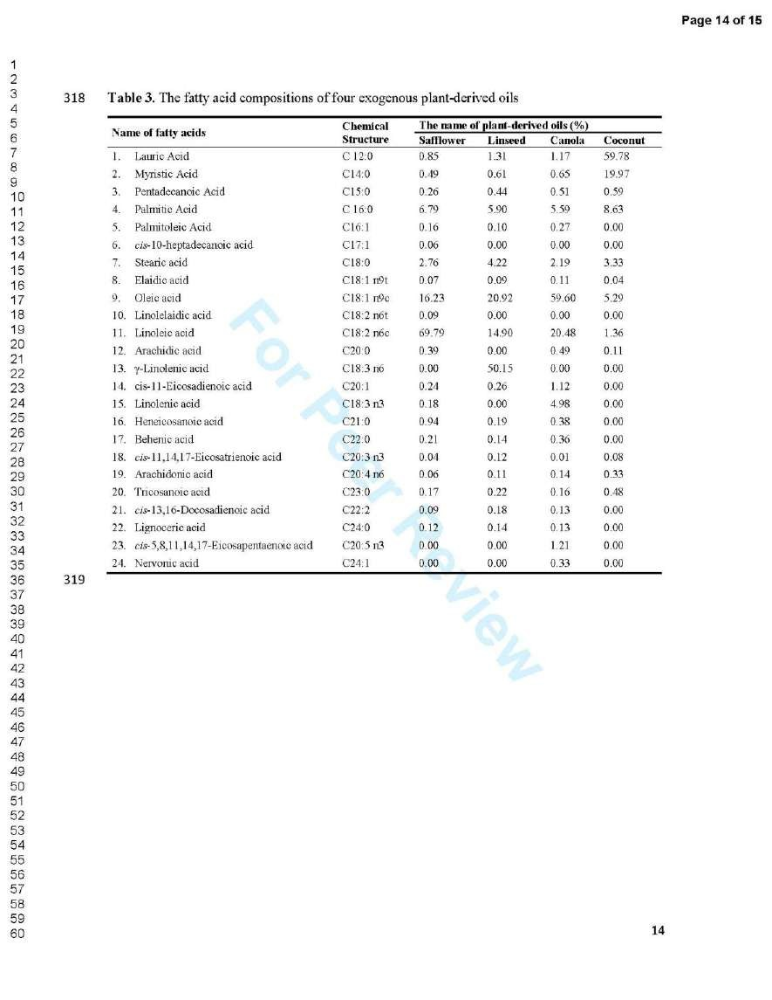 Page 14 of 15
1
2
3
4
5
6
7
8
9
10
11
12
13
14
15
16
17
18
19
20
21
22
23
24
25
26
27
28
29
30
31
32
33
34
35
36
37
38
39
40
41
42
43
44
45
46
47
48
49
50
51
52
53
54
55
56
57
58
59
60
318 Table 3. The fatty acid compositions of four exogenous plant-derived oils
Name of fatty acids Chemical Structure The name of plant-derived oils (%)
Safflower Linseed Canola Coconut
1. Lauric Acid C 12:0 0.85 1.31 1.17 59.78
2. Myristic Acid C14:0 0.49 0.61 0.65 19.97
3. Pentadecanoic Acid C15:0 0.26 0.44 0.51 0.59
4. Palmitic Acid C 16:0 6.79 5.90 5.59 8.63
5. Palmitoleic Acid C16:1 0.16 0.10 0.27 0.00
6. cis-10-heptadecanoic acid C17:1 0.06 0.00 0.00 0.00
7. Stearic acid C18:0 2.76 4.22 2.19 3.33
8. Elaidic acid C18:1 n9t 0.07 0.09 0.11 0.04
9. Oleic acid C18:1 n9c 16.23 20.92 59.60 5.29
10. Linolelaidic acid C18:2 n6t 0.09 0.00 0.00 0.00
11. Linoleic acid C18:2 n6c 69.79 14.90 20.48 1.36
12. Arachidic acid C20:0 0.39 0.00 0.49 0.11
13. γ-Linolenic acid C18:3 n6 0.00 50.15 0.00 0.00
14. cis-11-Eicosadienoic acid C20:1 0.24 0.26 1.12 0.00
15. Linolenic acid C18:3 n3 0.18 0.00 4.98 0.00
16. Heneicosanoic acid C21:0 0.94 0.19 0.38 0.00
17. Behenic acid C22:0 0.21 0.14 0.36 0.00
18. cis-11,14,17-Eicosatrienoic acid C20:3 n3 0.04 0.12 0.01 0.08
19. Arachidonic acid C20:4 n6 0.06 0.11 0.14 0.33
20. Tricosanoic acid C23:0 0.17 0.22 0.16 0.48
21. cis-13,16-Docosadienoic acid C22:2 0.09 0.18 0.13 0.00
22. Lignoceric acid C24:0 0.12 0.14 0.13 0.00
23. cis-5,8,11,14,17-Eicosapentaenoic acid C20:5 n3 0.00 0.00 1.21 0.00
24. Nervonic acid C24:1 0.00 0.00 0.33 0.00
319
For Peer Review
14